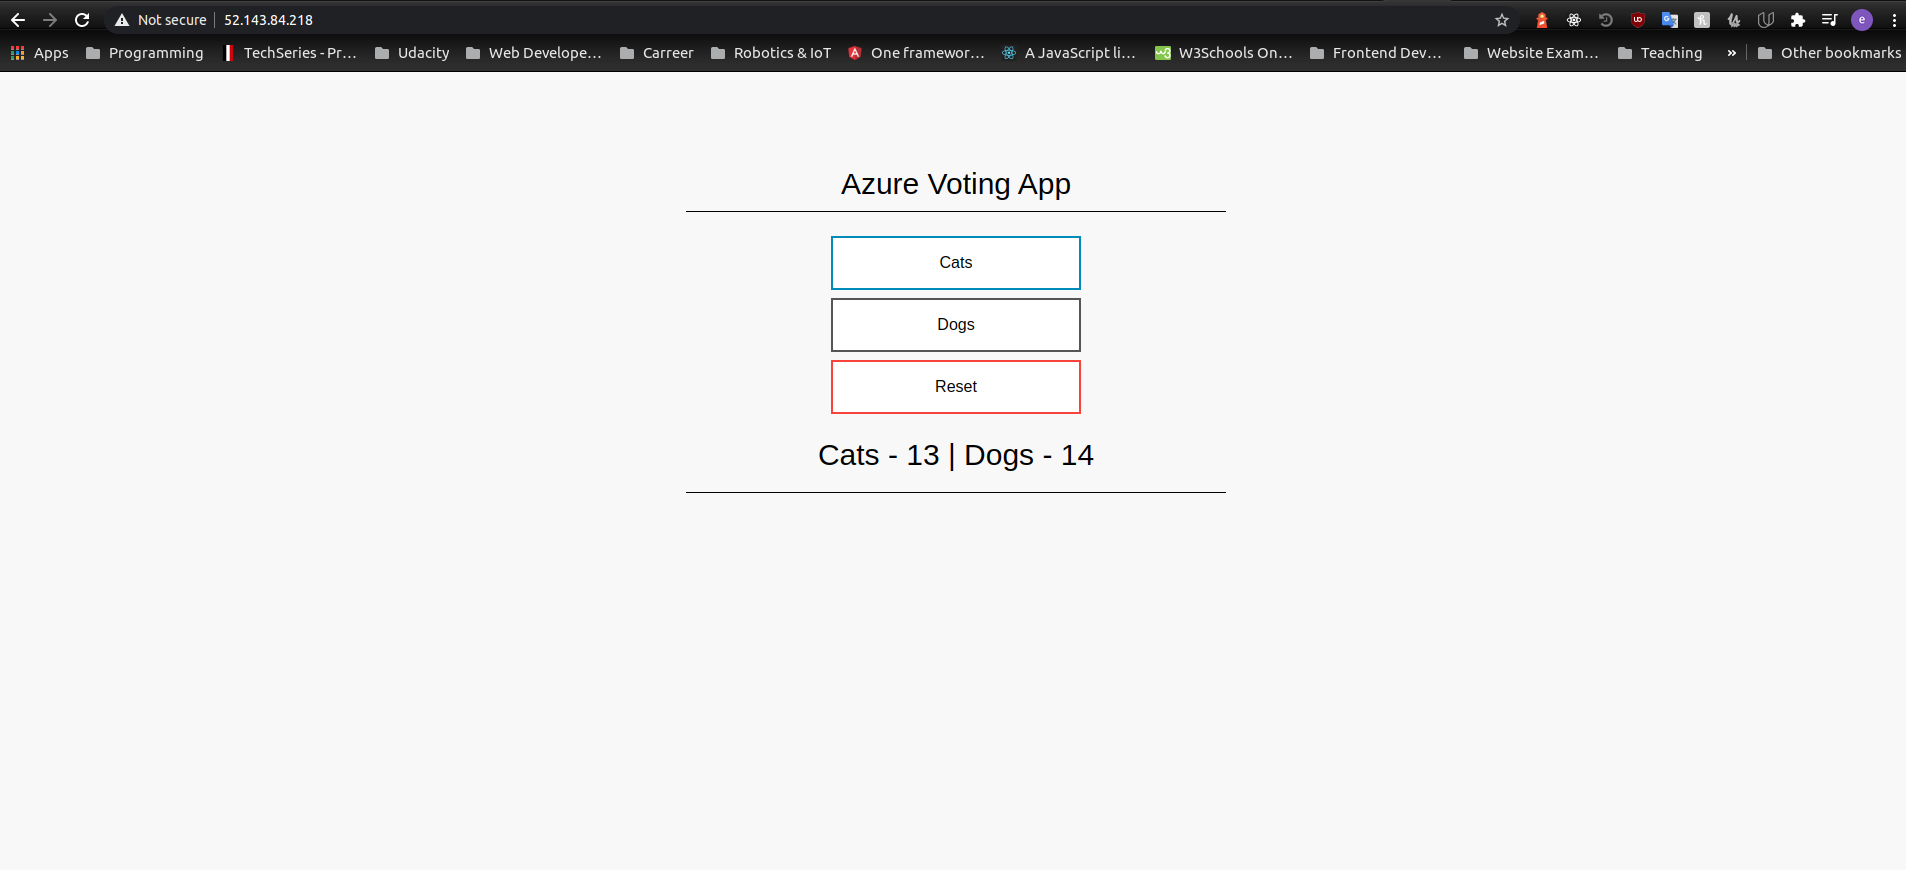 Not secure 52.143.84.218 e
Apps Programming TechSeries - Pr... Udacity Web Develope... Carreer Robotics & IoT One framewor... A JavaScript li... W3Schools On... Frontend Dev... Website Exam... Teaching » Other bookmarks
Azure Voting App
Cats
Dogs
Reset
Cats - 13 | Dogs - 14